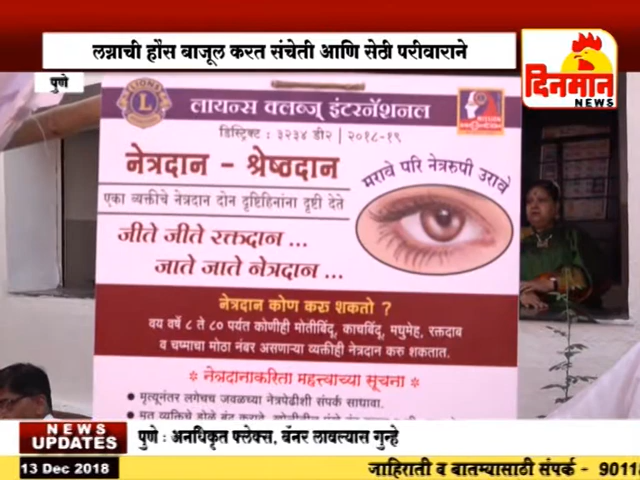 लग्नाची हौस बाजूल करत संचेती आणि सेठी परीवाराने
पुणे
दिनमान
NEWS
LIONS
L
लायन्स क्लब्ज् इंटरनॅशनल
डिस्ट्रिक्ट : ३२३४ डी२ | २०१८-१९
नेत्रदान - श्रेष्ठदान
मरावे परि नेत्ररुपी उरावे
एका व्यक्तीचे नेत्रदान दोन दृष्टिहिनांना दृष्टी देते
जीते जीते रक्तदान ...
जाते जाते नेत्रदान ...
नेत्रदान कोण करु शकतो ?
वय वर्षे ८ ते ८० पर्यंत कोणीही मोतीबिंदू, काचबिंदू, मधुमेह, रक्तदाब
व चष्माचा मोठा नंबर असणाऱ्या व्यक्तीही नेत्रदान करु शकतात.
* नेत्रदानाकरिता महत्त्वाच्या सूचना *
• मृत्यूनंतर लगेचच जवळच्या नेत्रपेढीशी संपर्क साधावा.
• मृत व्यक्तिचे डोळे बंद
NEWS
UPDATES
पुणे : अनधिकृत फ्लेक्स, बॅनर लावल्यास गुन्हे
13 Dec 2018
जाहिराती व बातम्यासाठी संपर्क - 9011